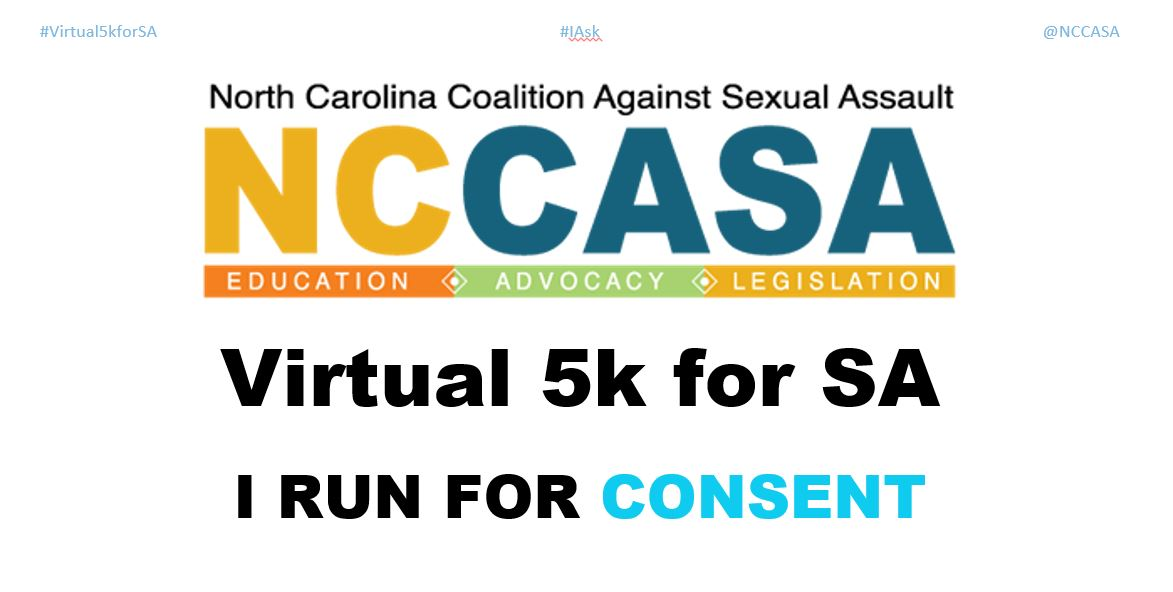 #Virtual5kforSA #IAsk @NCCASA
North Carolina Coalition Against Sexual Assault
NCCASA
EDUCATION ADVOCACY LEGISLATION
Virtual 5k for SA
I RUN FOR CONSENT